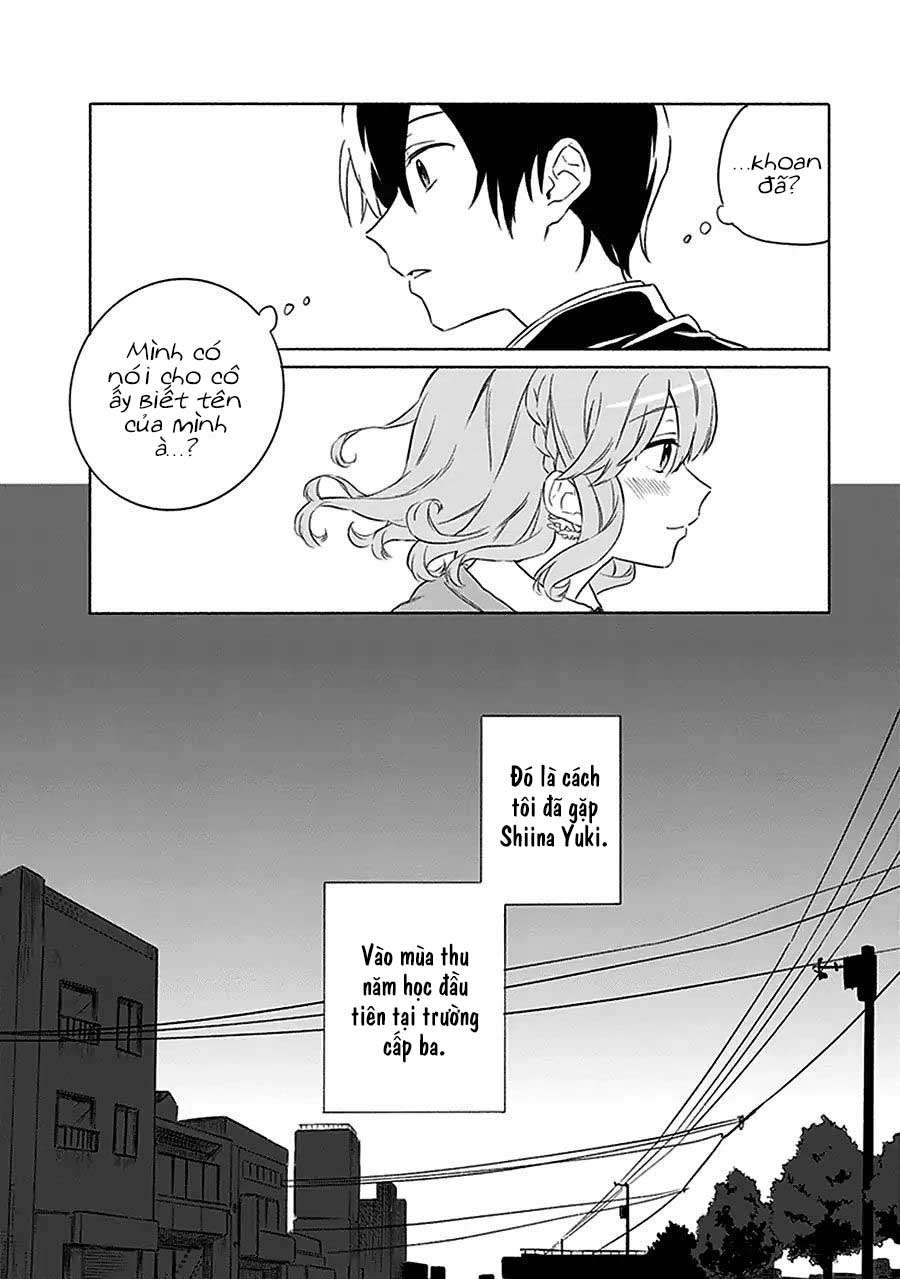 ...khoan
đã?
Mình có
nói cho cô
ấy biết tên
của mình
à...?
Đó là cách
tôi đã gặp
Shiina Yuki.
Vào mùa thu
năm học đầu
tiên tại trường
cấp ba.